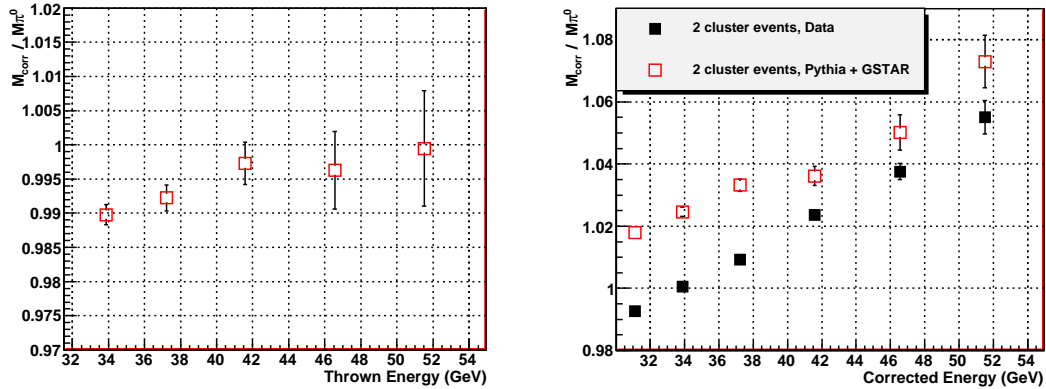 M_corr / Mπ⁰
1.02
1.015
1.01
1.005
1
0.995
0.99
0.985
0.98
0.975
0.97
32 34 36 38 40 42 44 46 48 50 52 54
Thrown Energy (GeV)
M_corr / Mπ⁰
2 cluster events, Data
2 cluster events, Pythia + GSTAR
1.08
1.06
1.04
1.02
1
0.98
32 34 36 38 40 42 44 46 48 50 52 54
Corrected Energy (GeV)